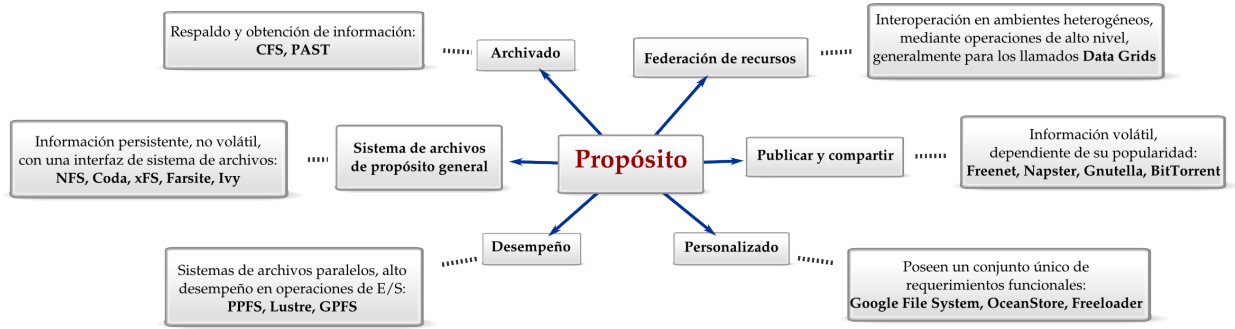 Respaldo y obtención de información:
CFS, PAST
Archivado
Federación de recursos
Interoperación en ambientes heterogéneos,
mediante operaciones de alto nivel,
generalmente para los llamados Data Grids
Información persistente, no volátil,
con una interfaz de sistema de archivos:
NFS, Coda, xFS, Farsite, Ivy
Sistema de archivos
de propósito general
Propósito
Publicar y compartir
Información volátil,
dependiente de su popularidad:
Freenet, Napster, Gnutella, BitTorrent
Sistemas de archivos paralelos, alto
desempeño en operaciones de E/S:
PPFS, Lustre, GPFS
Desempeño
Personalizado
Poseen un conjunto único de
requerimientos funcionales:
Google File System, OceanStore, Freeloader